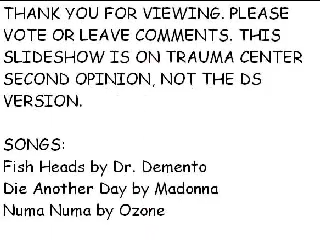 THANK YOU FOR VIEWING. PLEASE
VOTE OR LEAVE COMMENTS. THIS
SLIDESHOW IS ON TRAUMA CENTER
SECOND OPINION, NOT THE DS
VERSION.

SONGS:
Fish Heads by Dr. Demento
Die Another Day by Madonna
Numa Numa by Ozone